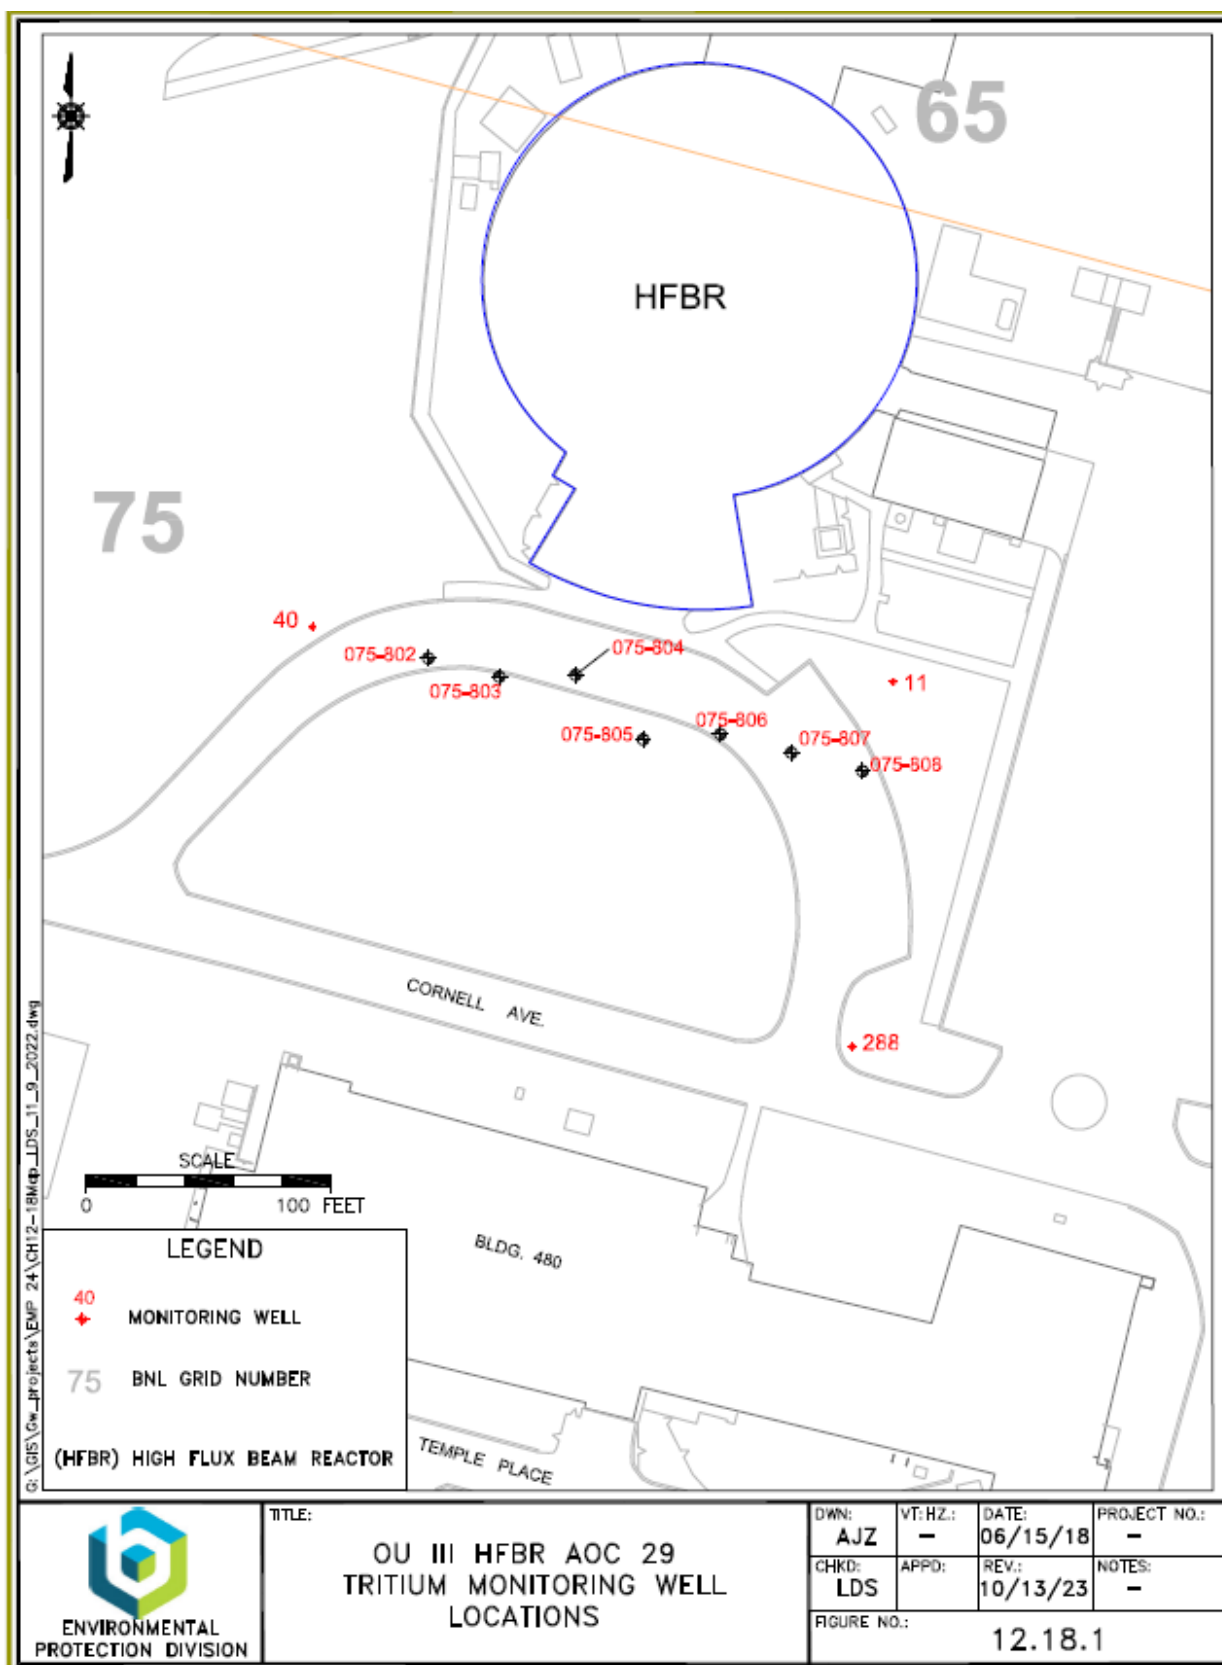 65
HFBR
75
40
075-802
075-804
075-803
11
075-806
075-805
075-807
075-808
CORNELL AVE.
288
G:\GIS\Gw_projects\EMP 24\CH12-18Map_LDS_11_9_2022.dwg
SCALE
0 100 FEET
BLDG. 480
LEGEND
40
MONITORING WELL
75 BNL GRID NUMBER
(HFBR) HIGH FLUX BEAM REACTOR
TEMPLE PLACE
ENVIRONMENTAL
PROTECTION DIVISION
TITLE:
OU III HFBR AOC 29
TRITIUM MONITORING WELL
LOCATIONS
DWN: VT:HZ.: DATE: PROJECT NO.:
AJZ – 06/15/18 –
CHKD: APPD: REV.: NOTES:
LDS 10/13/23 –
FIGURE NO.:
12.18.1